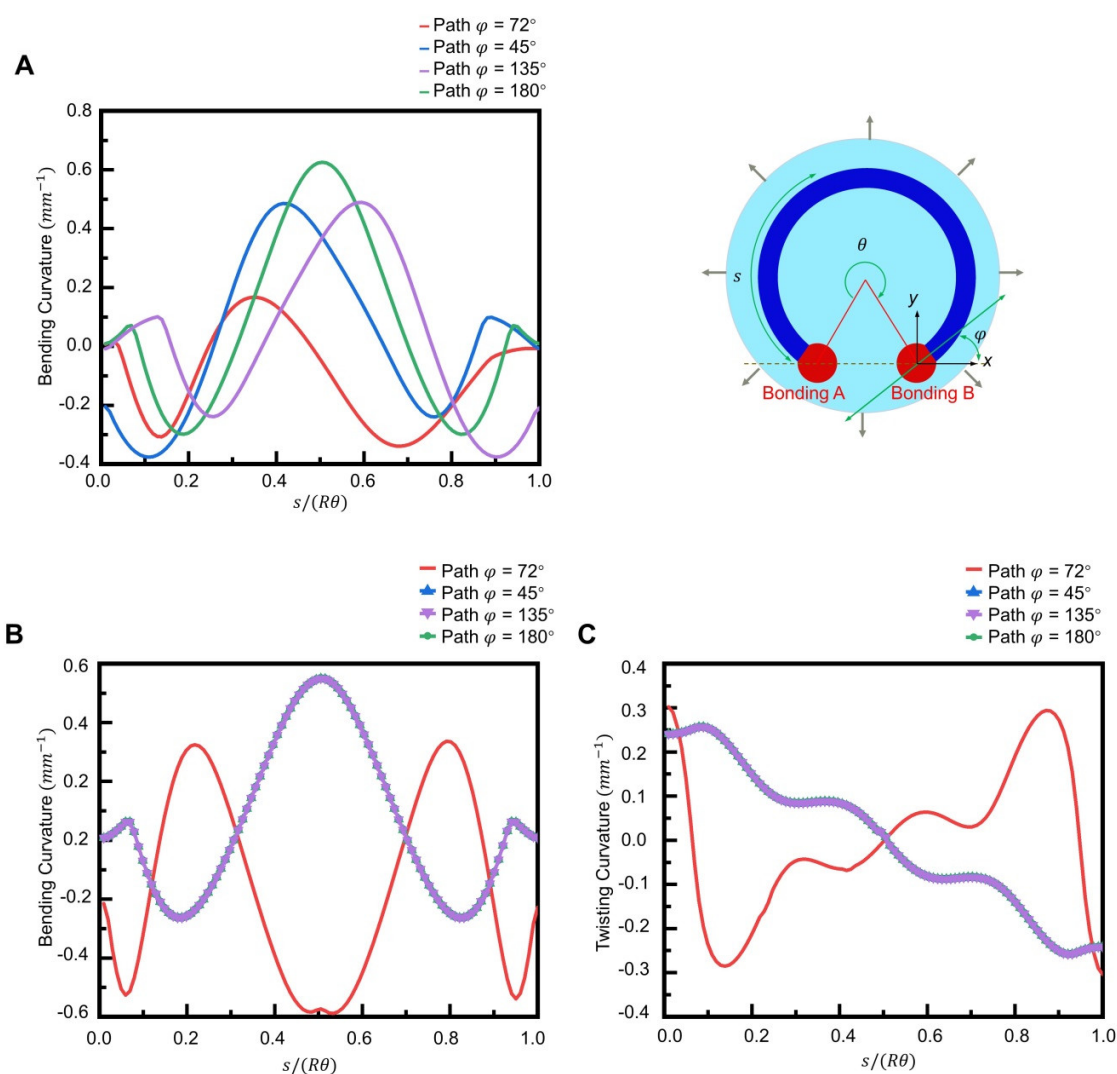 A
Path φ = 72°
Path φ = 45°
Path φ = 135°
Path φ = 180°
Bending Curvature (mm⁻¹)
0.8
0.6
0.4
0.2
0.0
-0.2
-0.4
0.0 0.2 0.4 0.6 0.8 1.0
s/(Rθ)
θ
s
y
φ
x
Bonding A Bonding B
B
Path φ = 72°
Path φ = 45°
Path φ = 135°
Path φ = 180°
Bending Curvature (mm⁻¹)
0.6
0.4
0.2
0.2
-0.2
-0.4
-0.6
0.0 0.2 0.4 0.6 0.8 1.0
s/(Rθ)
C
Path φ = 72°
Path φ = 45°
Path φ = 135°
Path φ = 180°
Twisting Curvature (mm⁻¹)
0.4
0.3
0.2
0.1
0.0
-0.1
-0.2
-0.3
-0.4
0.0 0.2 0.4 0.6 0.8 1.0
s/(Rθ)